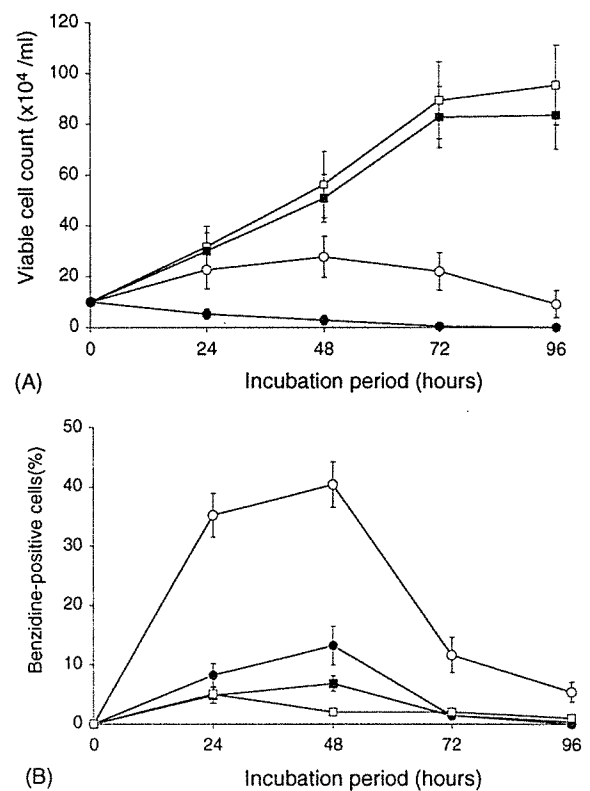 120
100
80
60
40
20
0
Viable cell count (x10⁴ /ml)
0 24 48 72 96
Incubation period (hours)
(A)
50
40
30
20
10
0
Benzidine-positive cells(%)
0 24 48 72 96
Incubation period (hours)
(B)